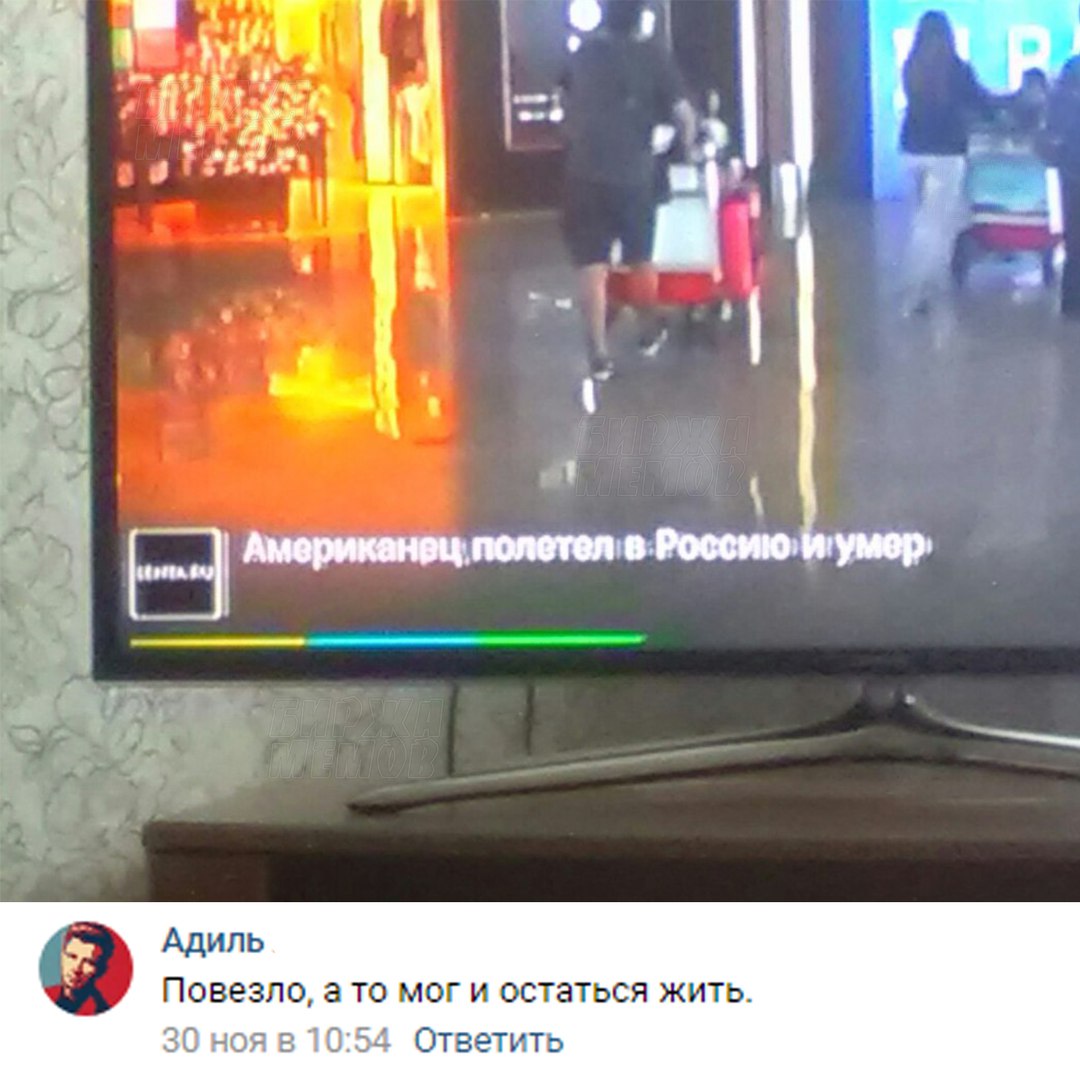 LENTA.RU
Американец полетел в Россию и умер
БИРЖА
МЕМОВ
БИРЖА
МЕМОВ
Адиль
Повезло, а то мог и остаться жить.
30 ноя в 10:54 Ответить